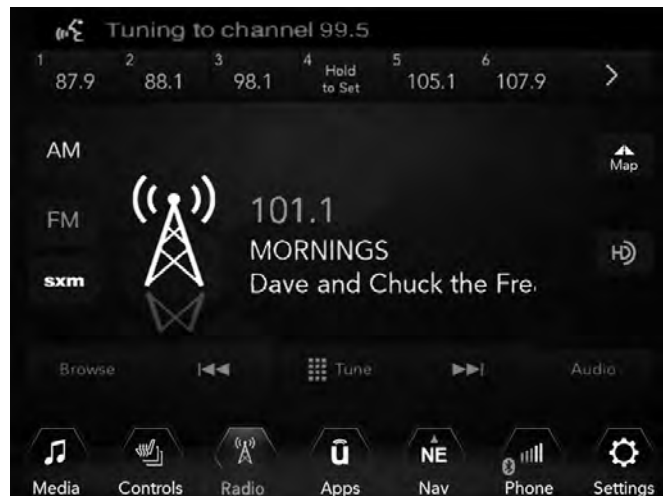 Tuning to channel 99.5
1 87.9
2 88.1
3 98.1
4 Hold to Set
5 105.1
6 107.9
AM
Map
FM
101.1
MORNINGS
HD
sxm
Dave and Chuck the Fre
Browse
Tune
Audio
Media
Controls
Radio
ū
Apps
NE
Nav
Phone
Settings